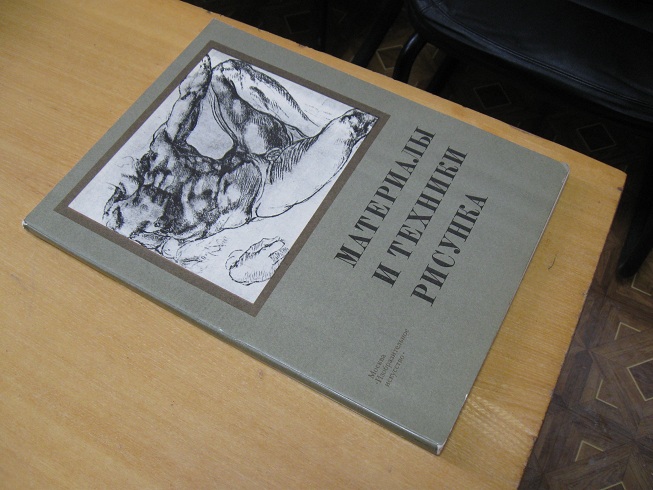 МАТЕРИАЛЫ
И ТЕХНИКИ
РИСУНКА
Москва
«Изобразительное
искусство»